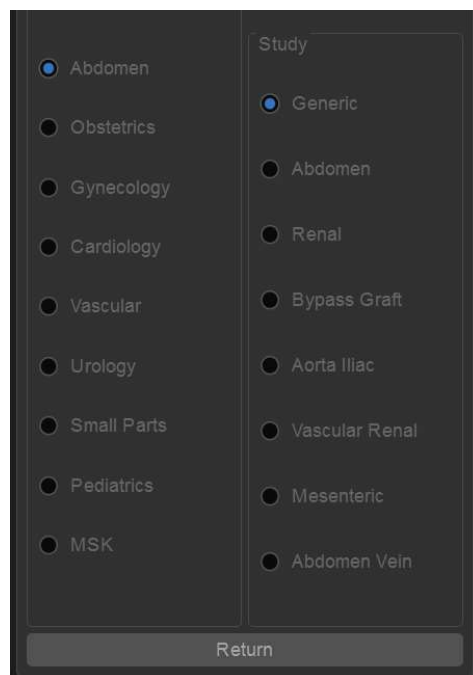 Abdomen
Obstetrics
Gynecology
Cardiology
Vascular
Urology
Small Parts
Pediatrics
MSK
Study
Generic
Abdomen
Renal
Bypass Graft
Aorta Iliac
Vascular Renal
Mesenteric
Abdomen Vein
Return